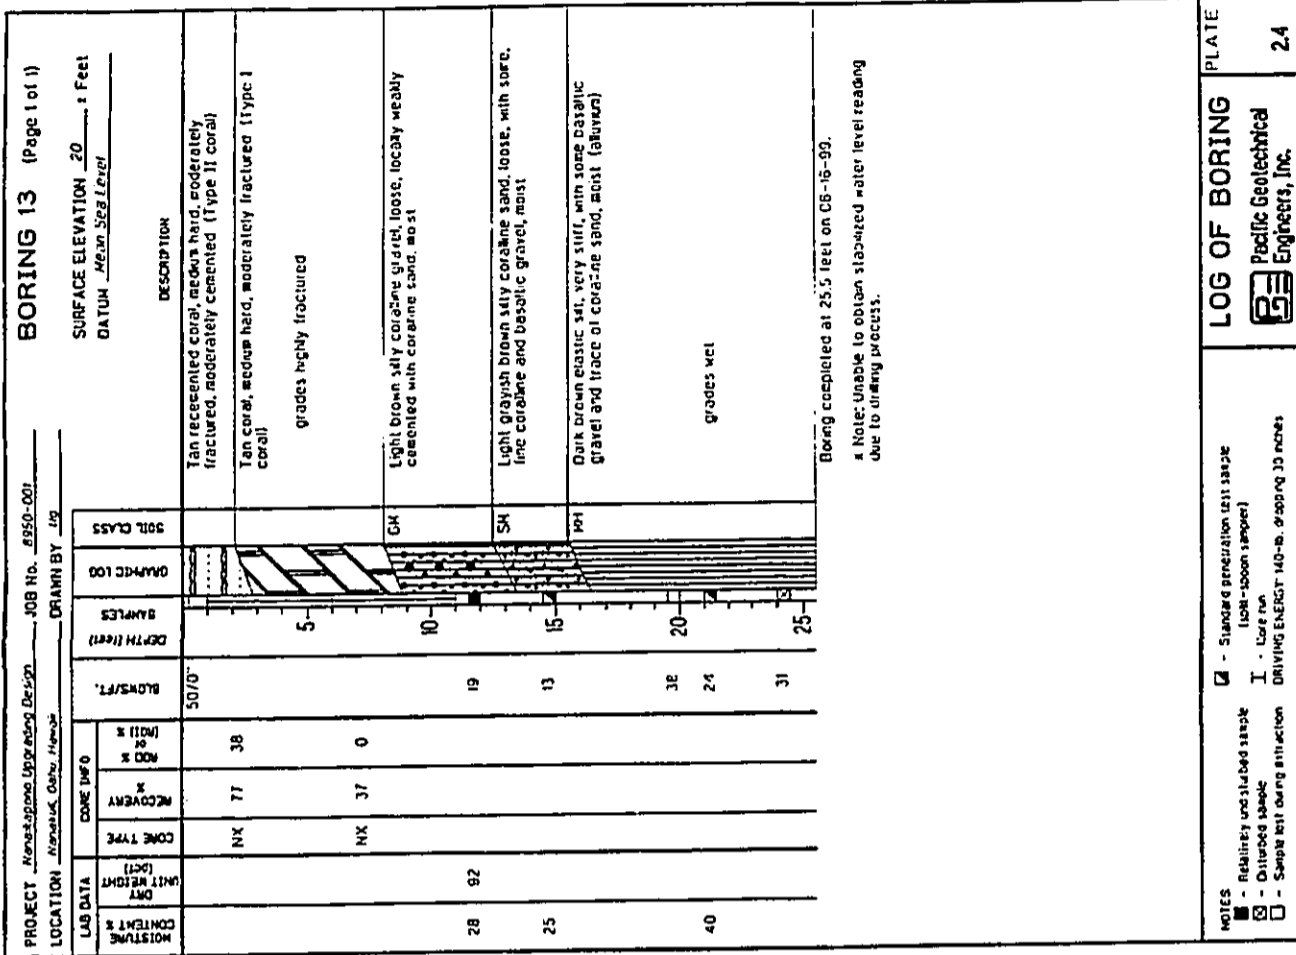 BORING 13 (Page 1 of 1)
PROJECT Upgrading Design
JOB No. 8950-001
LOCATION Oahu, Hawaii
DRAWN BY
SURFACE ELEVATION 20 ± Feet
DATUM Mean Sea Level
LAB DATA
CORE INFO
MOISTURE CONTENT %
DRY UNIT WEIGHT (pcf)
CORE TYPE
RECOVERY %
RQD % or
BLOWS/FT.
DEPTH (feet)
SAMPLES
GRAPHIC LOG
SOIL CLASS
DESCRIPTION
50/0"
Tan recemented coral, medium hard, moderately
fractured, moderately cemented (Type II coral)
NX 77 38
Tan coral, medium hard, moderately fractured (Type I
coral)
5
grades highly fractured
NX 37 0
GM
Light brown silty coralline gravel, loose, locally weakly
cemented with coralline sand, moist
10
28 92 19
SM
Light grayish brown silty coralline sand, loose, with some
fine coralline and basaltic gravel, moist
25 13
15
MH
Dark brown elastic silt, very stiff, with some basaltic
gravel and trace of coralline sand, moist (alluvium)
38
20
40 24
grades wet
31
25
Boring completed at 25.5 feet on 06-16-99.
* Note: Unable to obtain stabilized water level reading
due to drilling process.
NOTES
- Relatively undisturbed sample
- Disturbed sample
- Sample lost during extraction
- Standard penetration test sample
(split-spoon sampler)
I - Core run
DRIVING ENERGY: 140-lb. dropping 30 inches
LOG OF BORING
Pacific Geotechnical
Engineers, Inc.
PLATE
2.4